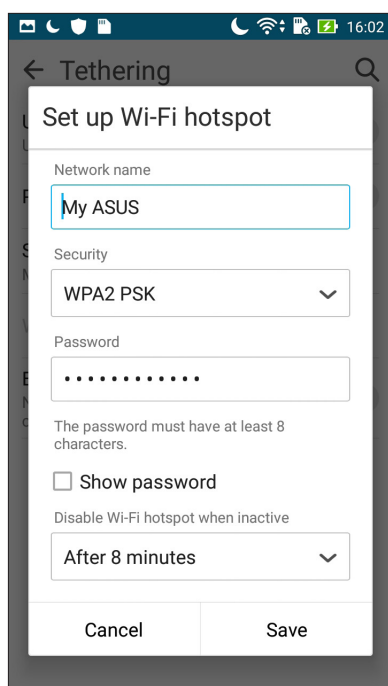 16:02
Tethering
Set up Wi-Fi hotspot
Network name
My ASUS
Security
WPA2 PSK
Password
............
The password must have at least 8
characters.
Show password
Disable Wi-Fi hotspot when inactive
After 8 minutes
Cancel
Save